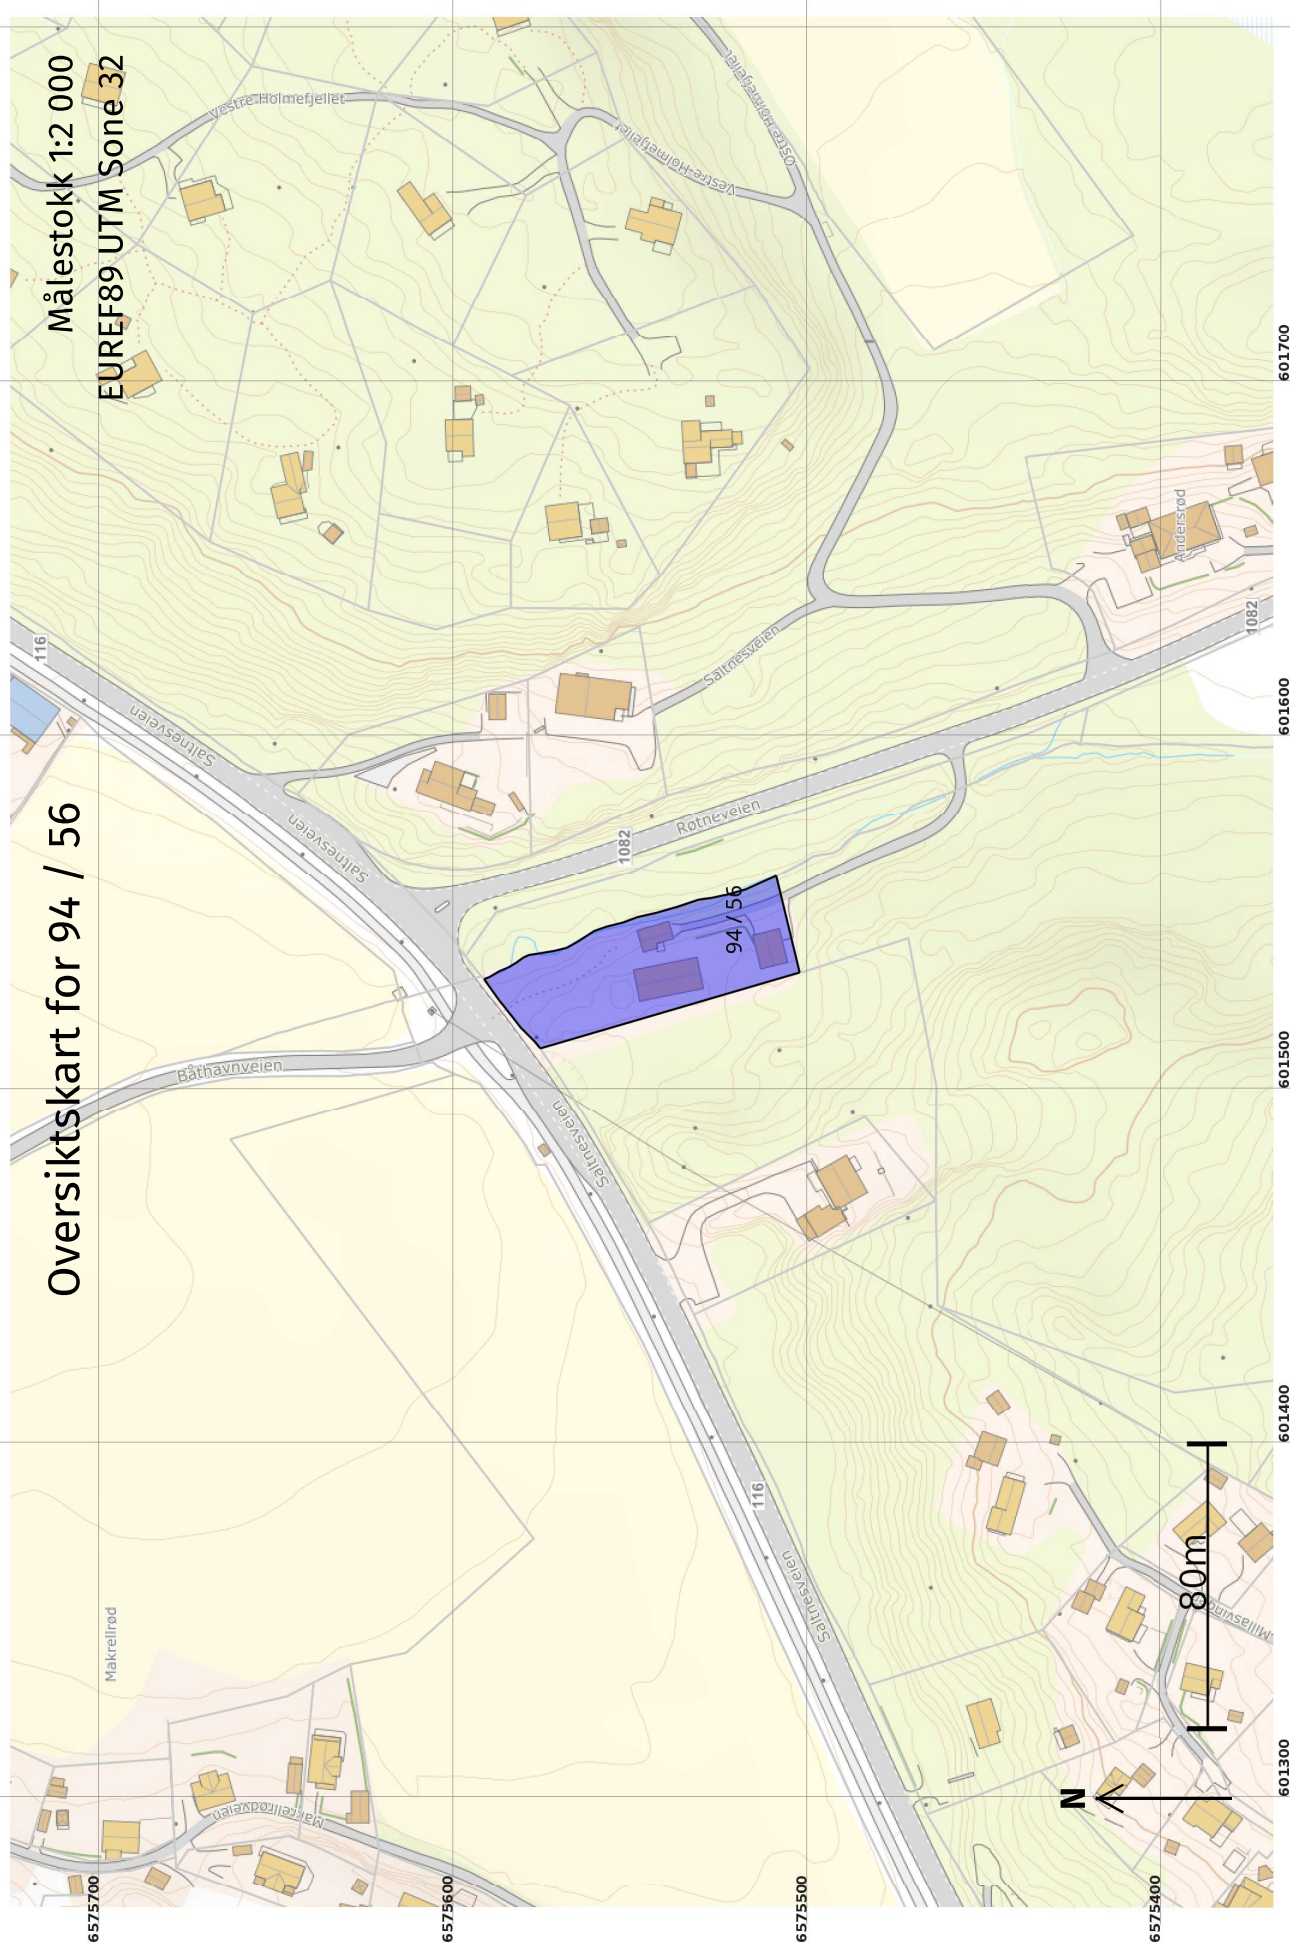 Oversiktskart for 94 / 56
Målestokk 1:2 000
EUREF89 UTM Sone 32
Makrellrød
Makrellrødveien
Båthavnveien
Saltnesveien
Saltnesveien
116
Vestre Holmefjellet
Vestre-Holmefjellet
Østre-Holmefjellet
Saltnesveien
Saltnesveien
116
Saltnesveien
Røtneveien
1082
94 / 56
Saltnesveien
Andersrød
1082
80m
N
6575700
6575600
6575500
6575400
601300
601400
601500
601600
601700